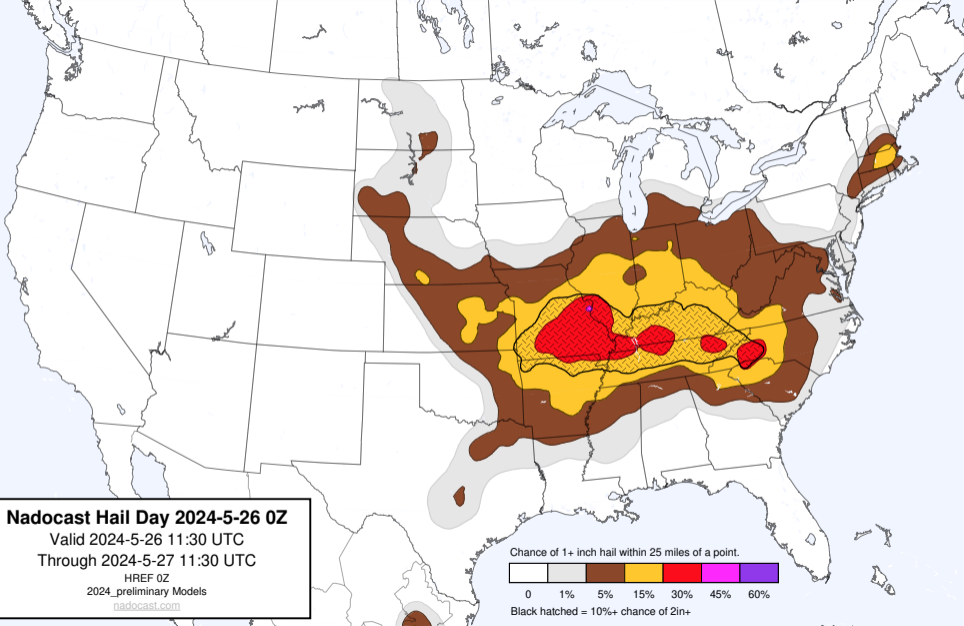 Nadocast Hail Day 2024-5-26 0Z
Valid 2024-5-26 11:30 UTC
Through 2024-5-27 11:30 UTC
HREF 0Z
2024_preliminary Models
nadocast.com
Chance of 1+ inch hail within 25 miles of a point.
0 1% 5% 15% 30% 45% 60%
Black hatched = 10%+ chance of 2in+